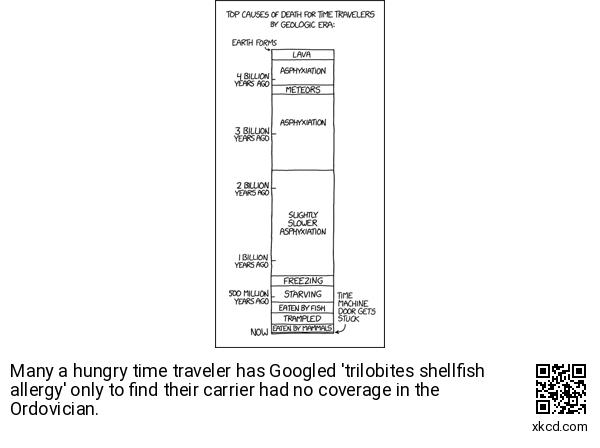 TOP CAUSES OF DEATH FOR TIME TRAVELERS
BY GEOLOGIC ERA:
EARTH FORMS
LAVA
ASPHYXIATION
4 BILLION
YEARS AGO
METEORS
ASPHYXIATION
3 BILLION
YEARS AGO
2 BILLION
YEARS AGO
SLIGHTLY
SLOWER
ASPHYXIATION
1 BILLION
YEARS AGO
FREEZING
STARVING
500 MILLION
YEARS AGO
EATEN BY FISH
TRAMPLED
EATEN BY MAMMALS
NOW
TIME
MACHINE
DOOR GETS
STUCK
Many a hungry time traveler has Googled 'trilobites shellfish
allergy' only to find their carrier had no coverage in the
Ordovician.
xkcd.com